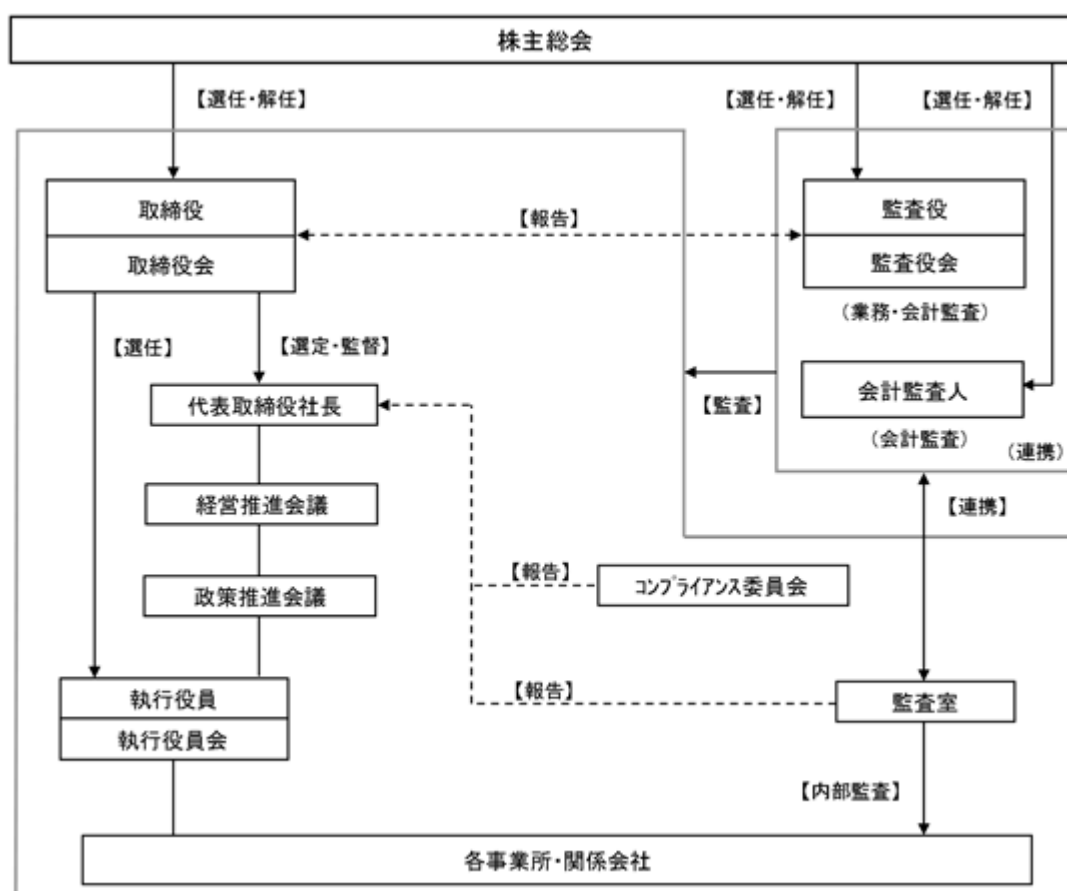 株主総会
【選任・解任】
【選任・解任】
【選任・解任】
取締役
取締役会
【報告】
監査役
監査役会
(業務・会計監査)
【選任】
【選定・監督】
代表取締役社長
【監査】
会計監査人
(会計監査)
(連携)
経営推進会議
【連携】
政策推進会議
【報告】
コンプライアンス委員会
執行役員
執行役員会
【報告】
監査室
【内部監査】
各事業所・関係会社